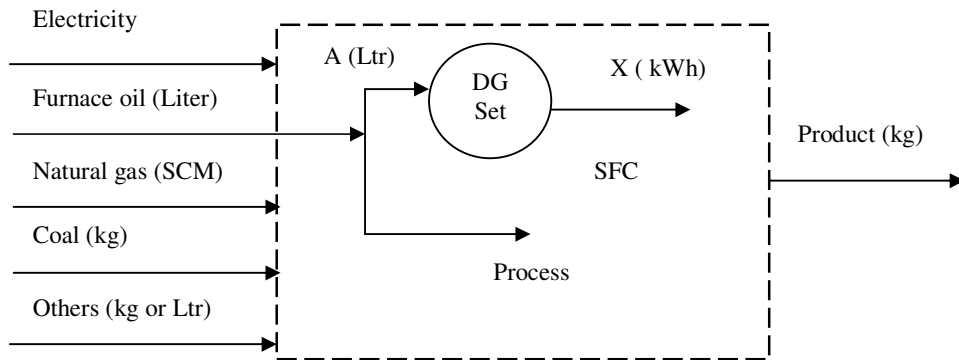 Electricity
A (Ltr)
DG
Set
X ( kWh)
Furnace oil (Liter)
Product (kg)
Natural gas (SCM)
SFC
Coal (kg)
Process
Others (kg or Ltr)